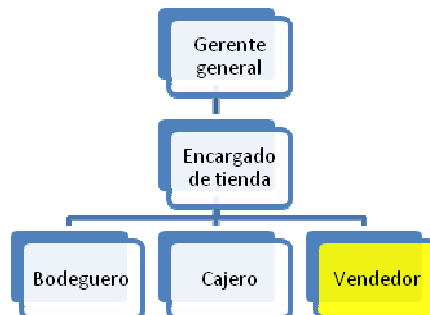 Gerente
general
Encargado
de tienda
Bodeguero
Cajero
Vendedor